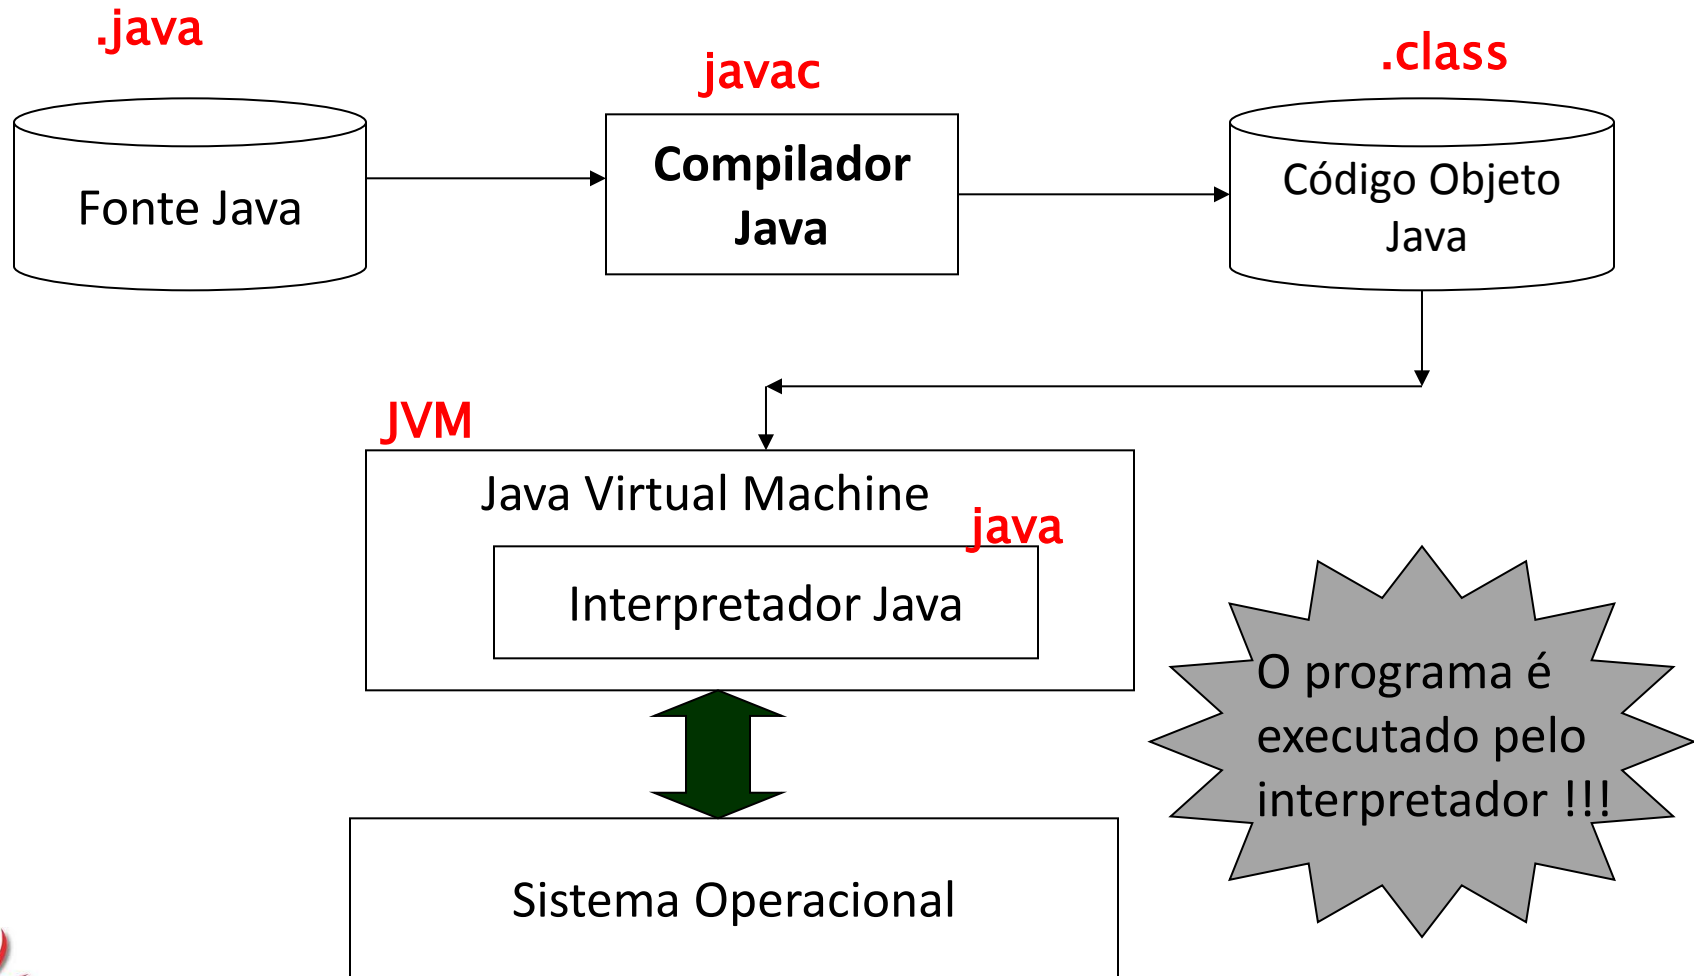 .java
javac
.class
Fonte Java
Compilador
Java
Código Objeto
Java
JVM
Java Virtual Machine
java
Interpretador Java
O programa é
executado pelo
interpretador !!!
Sistema Operacional